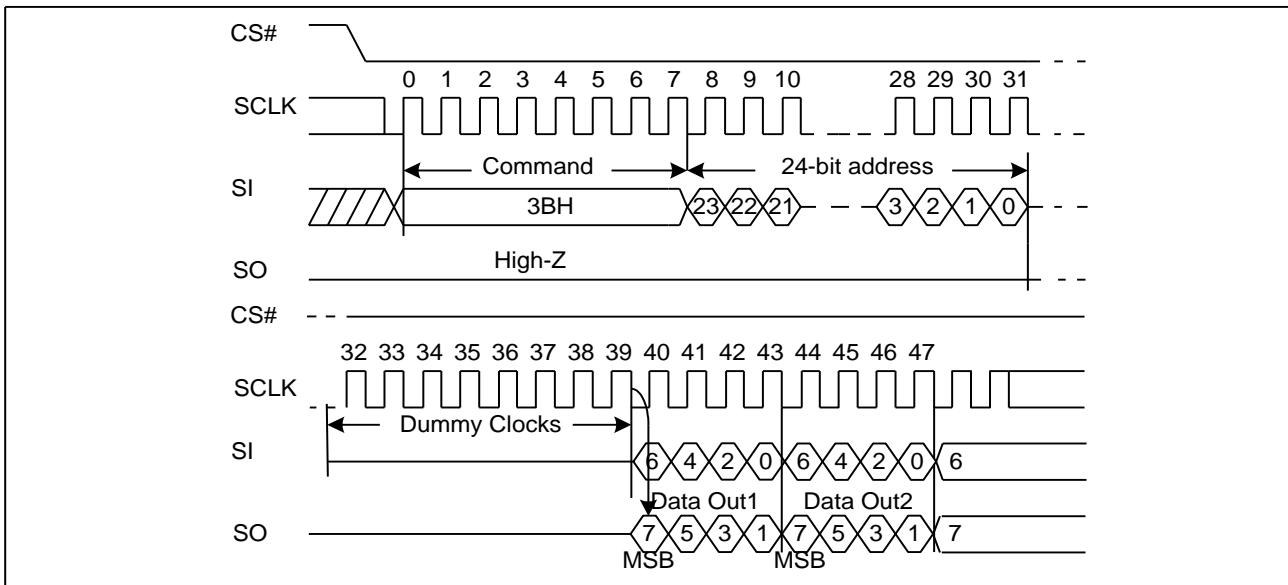 CS#
0 1 2 3 4 5 6 7 8 9 10 28 29 30 31
SCLK
Command 24-bit address
SI
3BH 23 22 21 3 2 1 0
High-Z
SO
CS#
32 33 34 35 36 37 38 39 40 41 42 43 44 45 46 47
SCLK
Dummy Clocks
SI
6 4 2 0 6 4 2 0 6
Data Out1 Data Out2
SO
7 5 3 1 7 5 3 1 7
MSB MSB